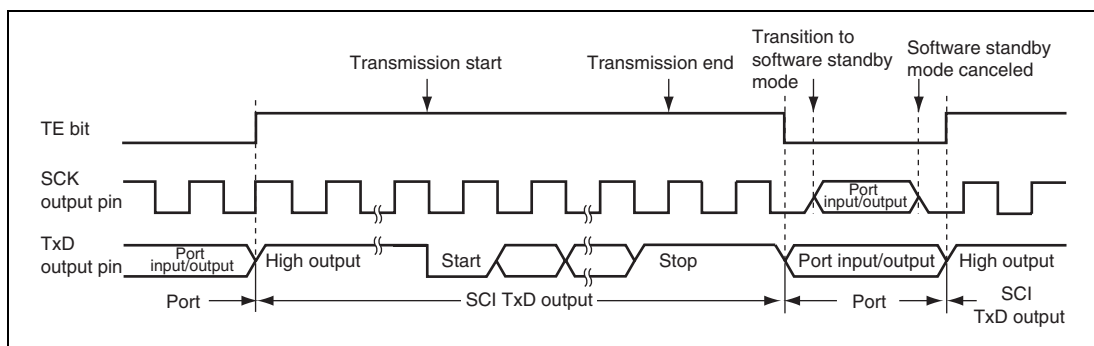 Transmission start
Transmission end
Transition to
software standby
mode
Software standby
mode canceled
TE bit
SCK
output pin
Port
input/output
TxD
output pin
Port
input/output
High output
Start
Stop
Port input/output
High output
Port
SCI TxD output
Port
SCI
TxD output